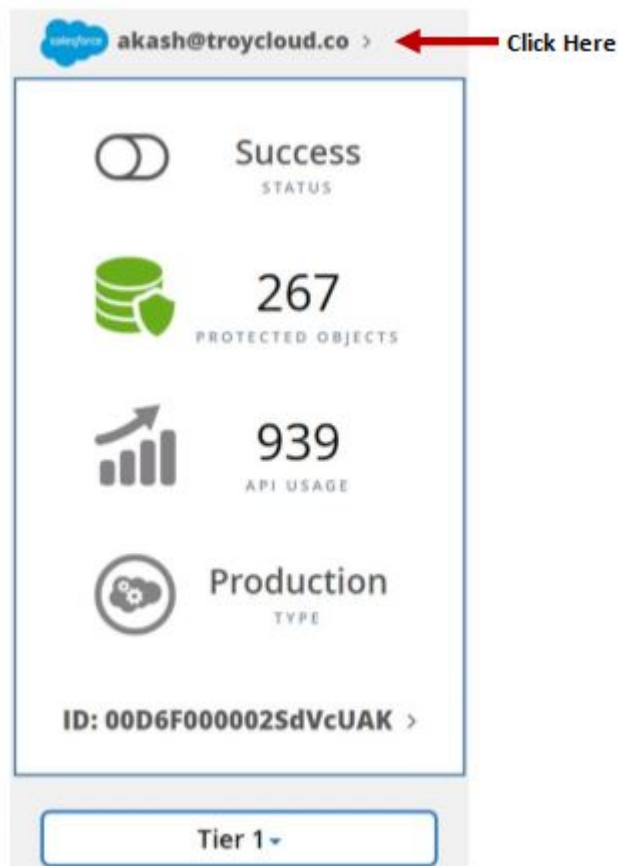 salesforce akash@troycloud.co > Click Here
Success
STATUS
267
PROTECTED OBJECTS
939
API USAGE
Production
TYPE
ID: 00D6F000002SdVcUAK >
Tier 1